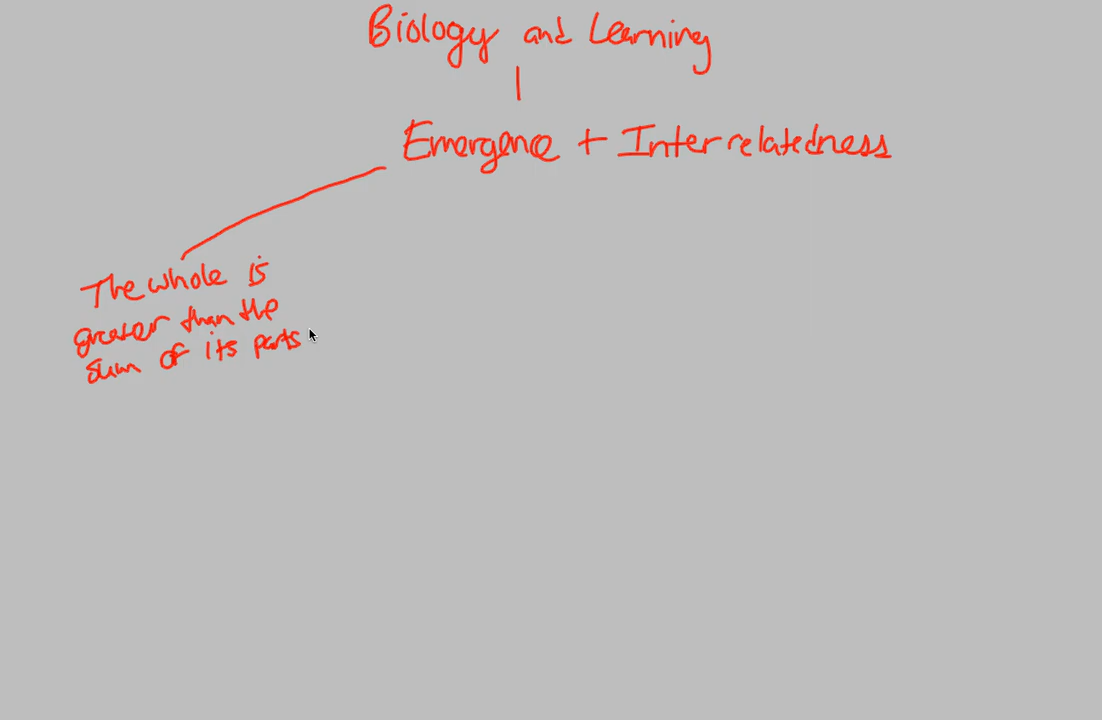 Biology and Learning
Emergence + Interrelatedness
The whole is
greater than the
sum of its parts